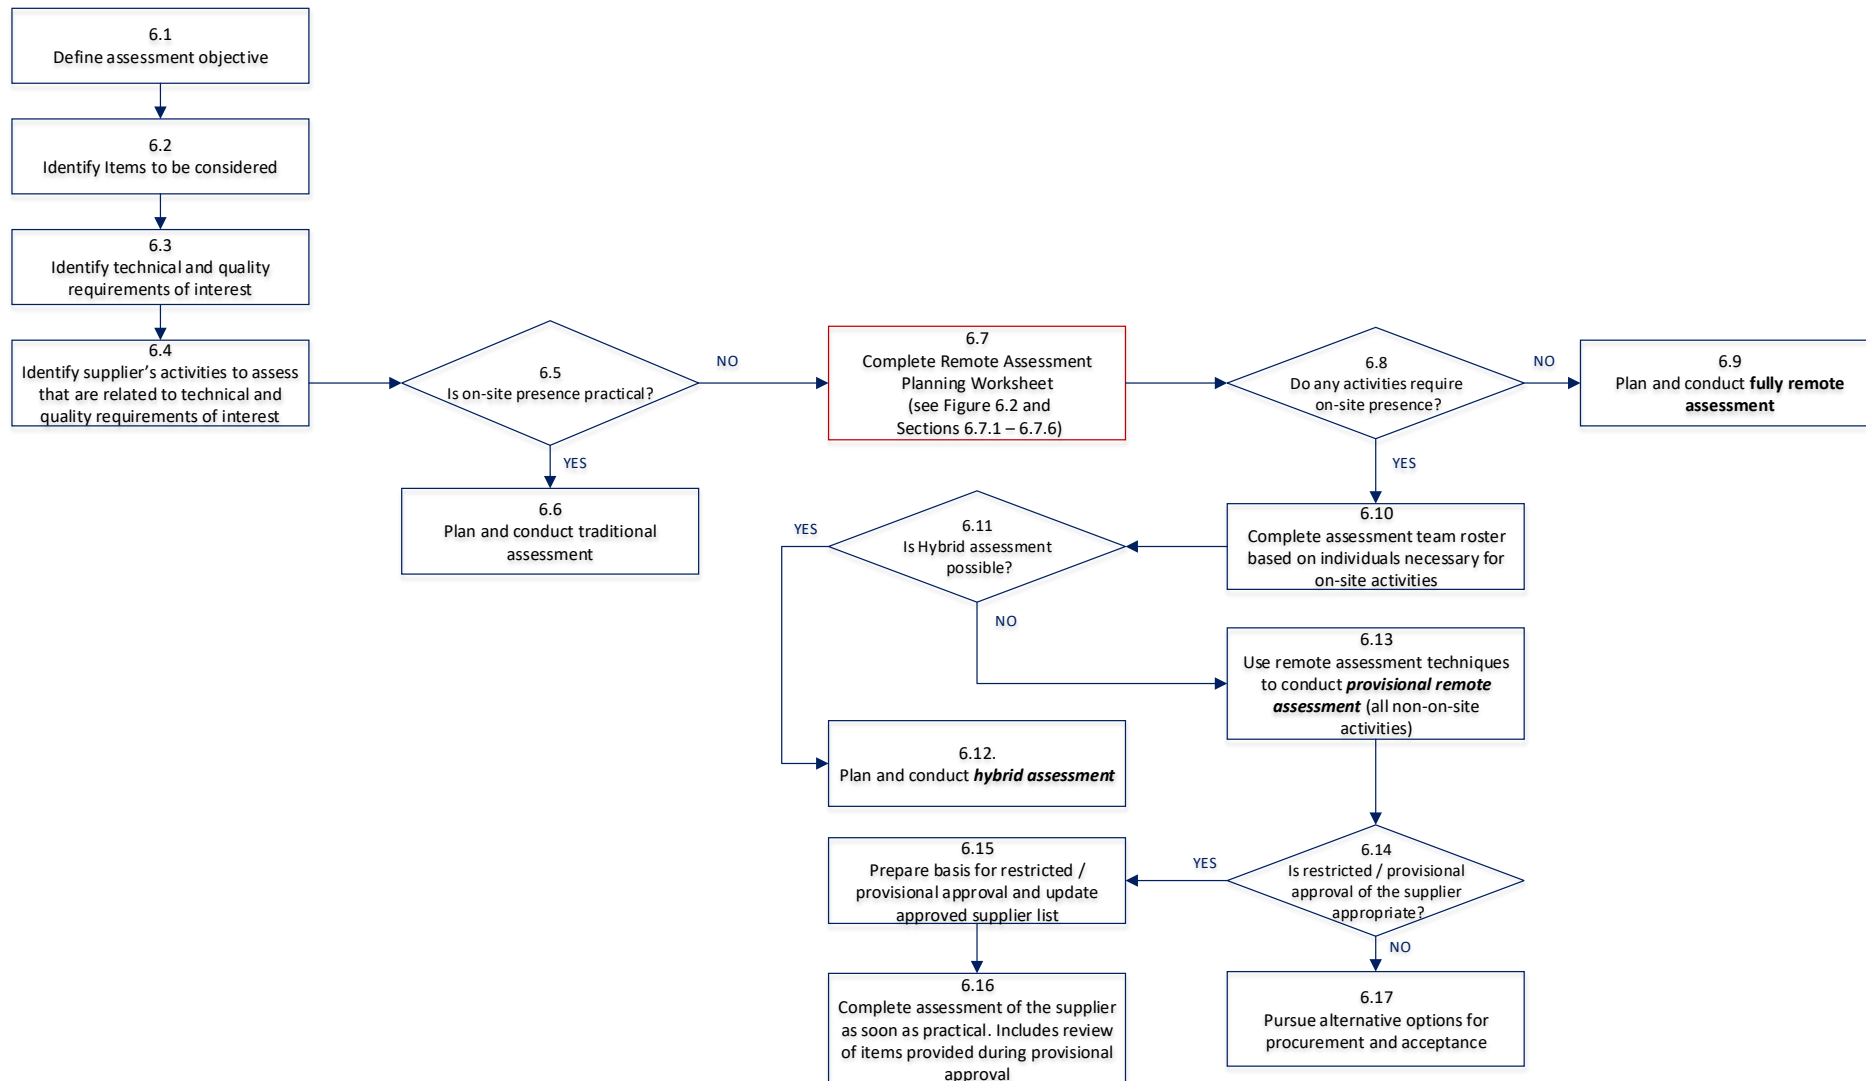 6.1
Define assessment objective
6.2
Identify Items to be considered
6.3
Identify technical and quality
requirements of interest
6.4
Identify supplier's activities to assess
that are related to technical and
quality requirements of interest
6.5
Is on-site presence practical?
NO
YES
6.6
Plan and conduct traditional
assessment
6.7
Complete Remote Assessment
Planning Worksheet
(see Figure 6.2 and
Sections 6.7.1 – 6.7.6)
6.8
Do any activities require
on-site presence?
NO
YES
6.9
Plan and conduct fully remote
assessment
6.10
Complete assessment team roster
based on individuals necessary for
on-site activities
6.11
Is Hybrid assessment
possible?
YES
NO
6.12.
Plan and conduct hybrid assessment
6.13
Use remote assessment techniques
to conduct provisional remote
assessment (all non-on-site
activities)
6.14
Is restricted / provisional
approval of the supplier
appropriate?
YES
NO
6.15
Prepare basis for restricted /
provisional approval and update
approved supplier list
6.16
Complete assessment of the supplier
as soon as practical. Includes review
of items provided during provisional
approval
6.17
Pursue alternative options for
procurement and acceptance